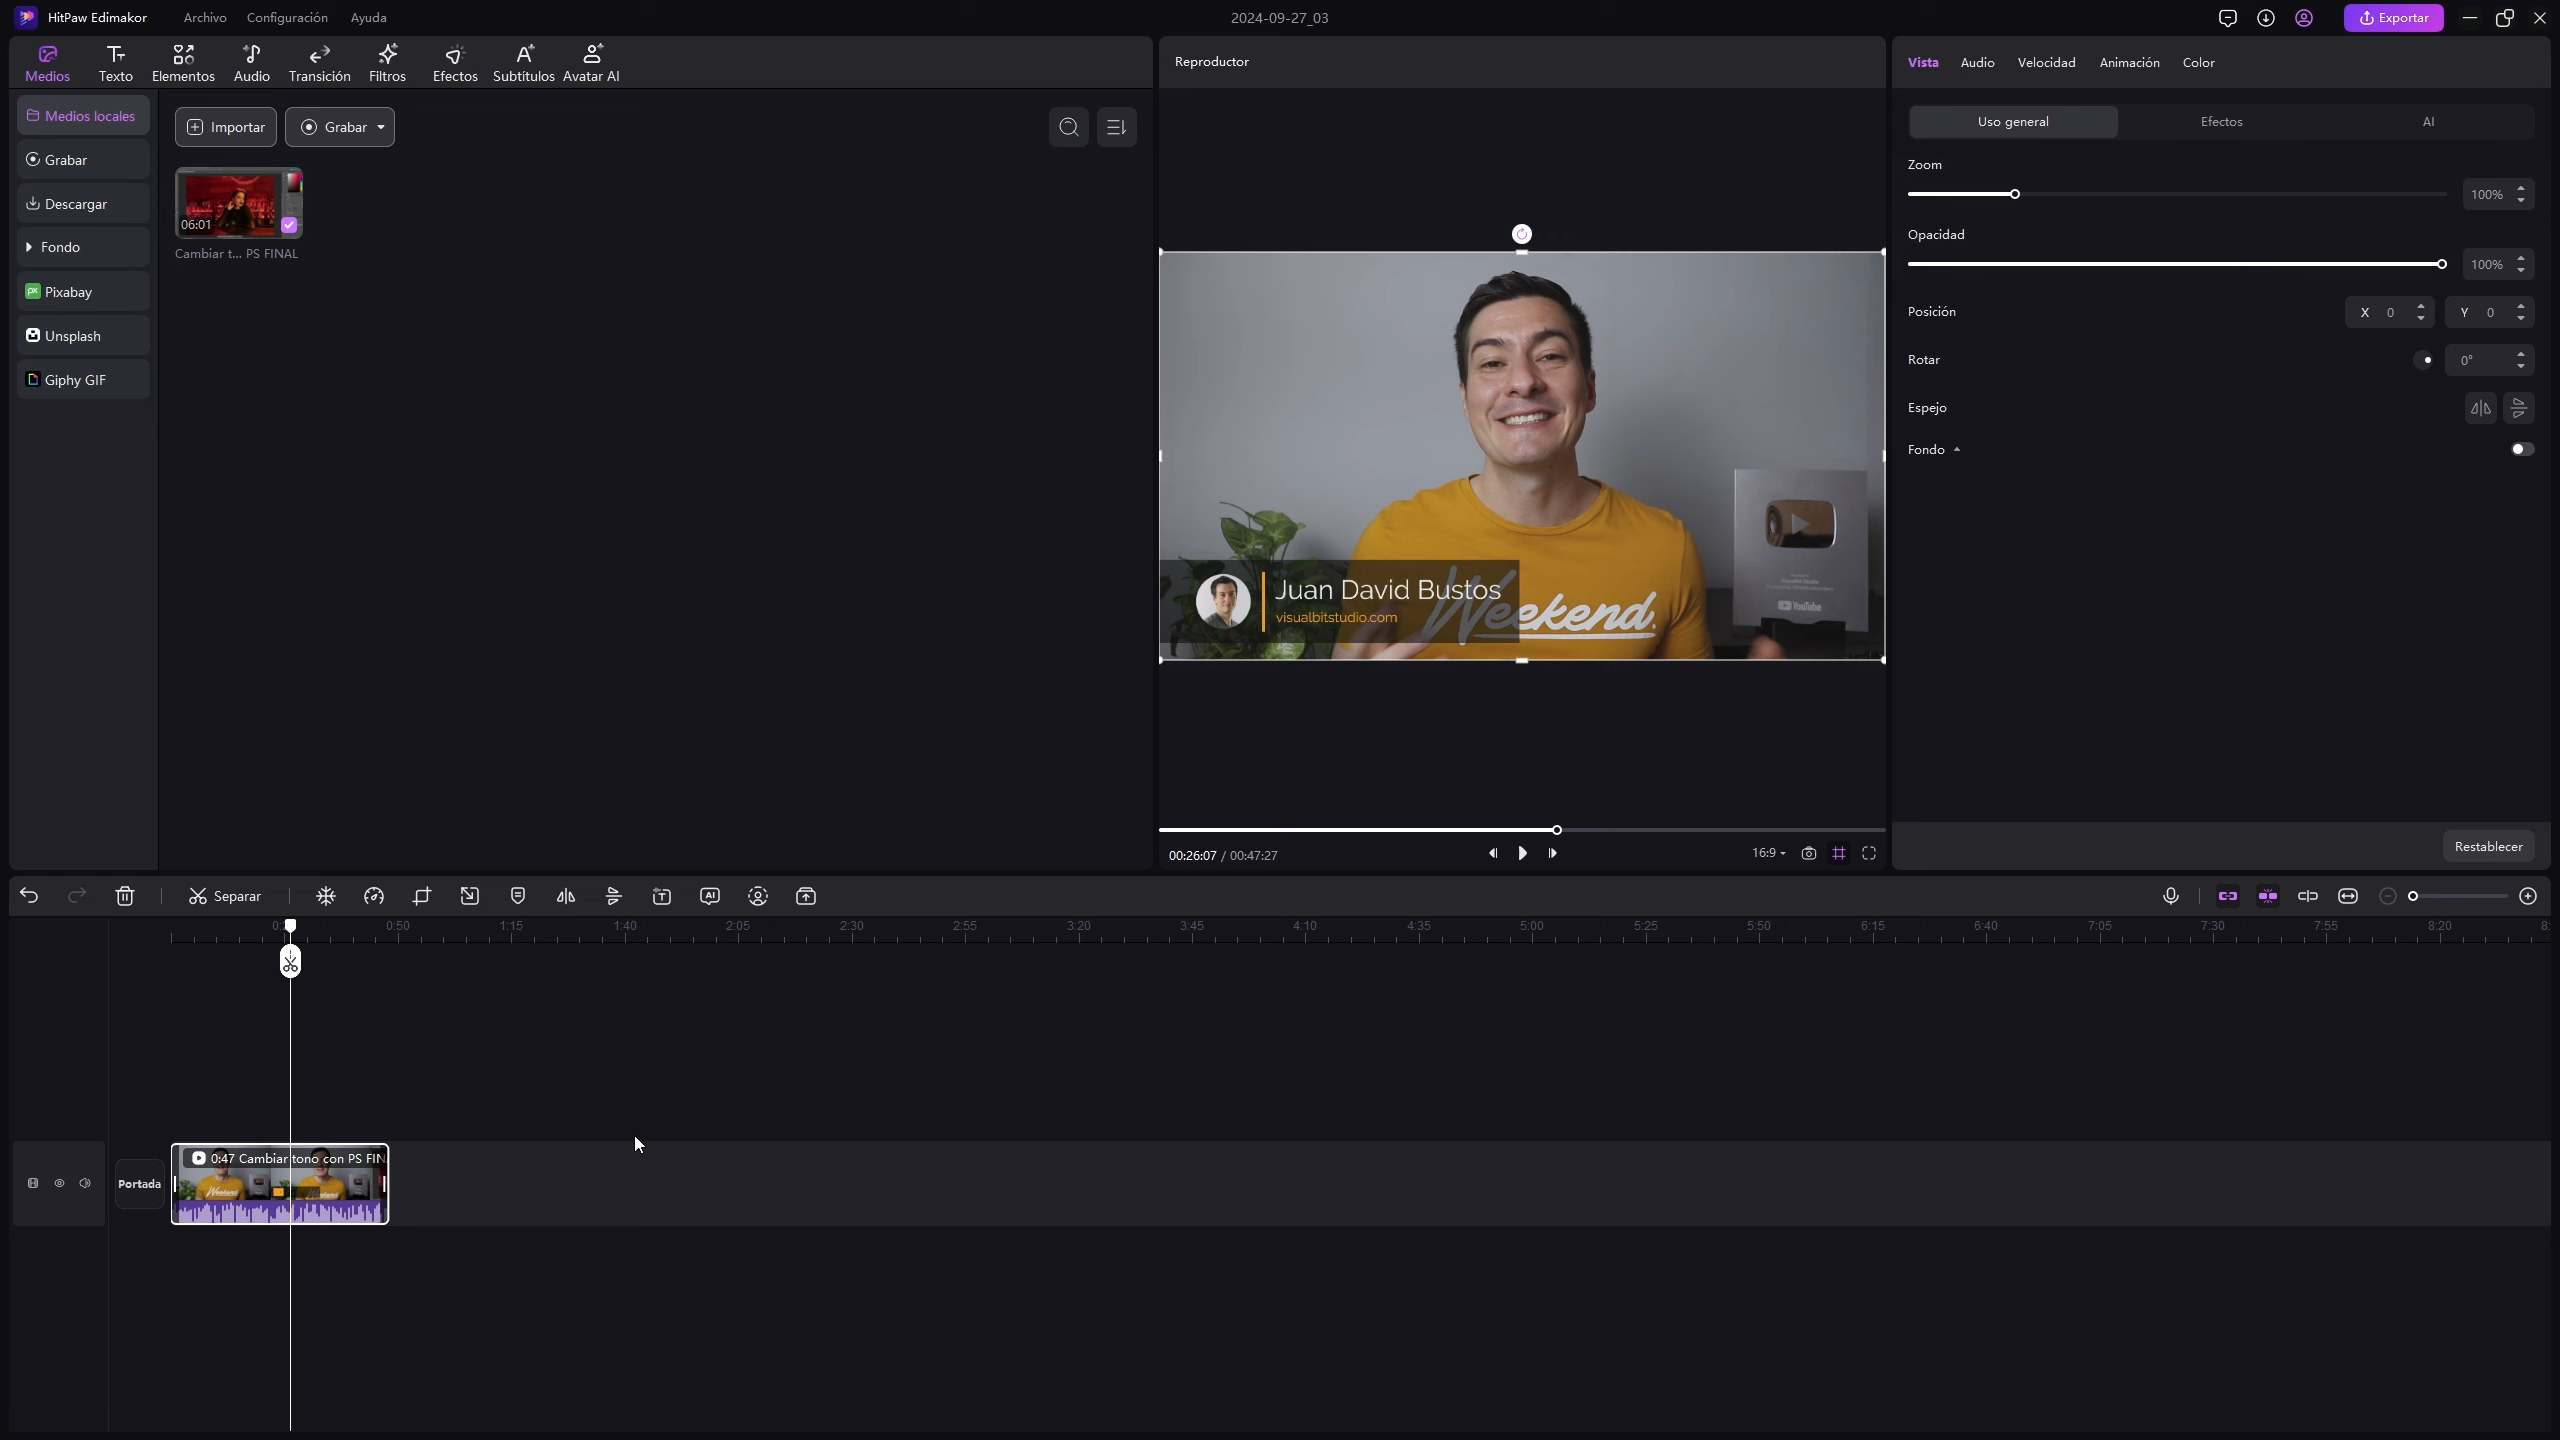 HitPaw Edimakor
Archivo
Configuración
Ayuda
2024-09-27_03
Exportar
Medios
Texto
Elementos
Audio
Transición
Filtros
Efectos
Subtítulos
Avatar AI
Reproductor
Vista
Audio
Velocidad
Animación
Color
Medios locales
Grabar
Descargar
Fondo
Pixabay
Unsplash
Giphy GIF
Importar
Grabar
06:01
Cambiar t... PS FINAL
Uso general
Efectos
AI
Zoom
100%
Opacidad
100%
Posición
X 0
Y 0
Rotar
0°
Espejo
Fondo
Juan David Bustos
visualbitstudio.com
Weekend.
YouTube
00:26:07 / 00:47:27
16:9
Restablecer
Separar
0:50
1:15
1:40
2:05
2:30
2:55
3:20
3:45
4:10
4:35
5:00
5:25
5:50
6:15
6:40
7:05
7:30
7:55
8:20
0:47 Cambiar tono con PS FIN
Portada